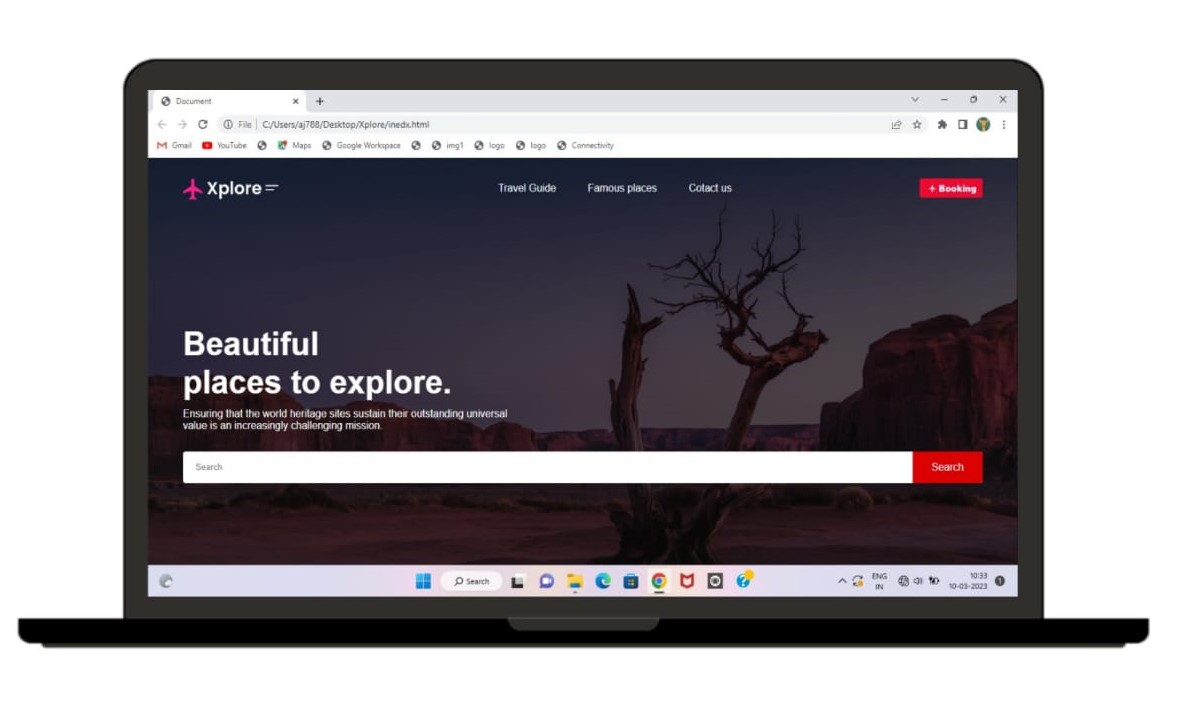 Document
File C:/Users/aj788/Desktop/Xplore/inedx.html
Gmail YouTube Maps Google Workspace img1 logo logo Connectivity
Xplore Travel Guide Famous places Cotact us + Booking
Beautiful
places to explore.
Ensuring that the world heritage sites sustain their outstanding universal
value is an increasingly challenging mission.
Search Search
Search ENG 10:33
IN 10-03-2023